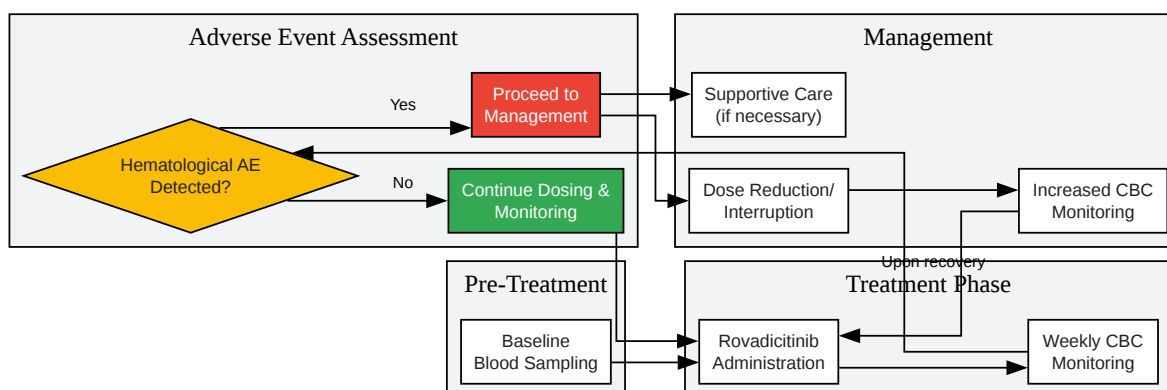 Adverse Event Assessment
Management
Proceed to
Management
Supportive Care
(if necessary)
Yes
Hematological AE
Detected?
No
Continue Dosing &
Monitoring
Dose Reduction/
Interruption
Increased CBC
Monitoring
Upon recovery
Pre-Treatment
Treatment Phase
Baseline
Blood Sampling
Rovadicitinib
Administration
Weekly CBC
Monitoring